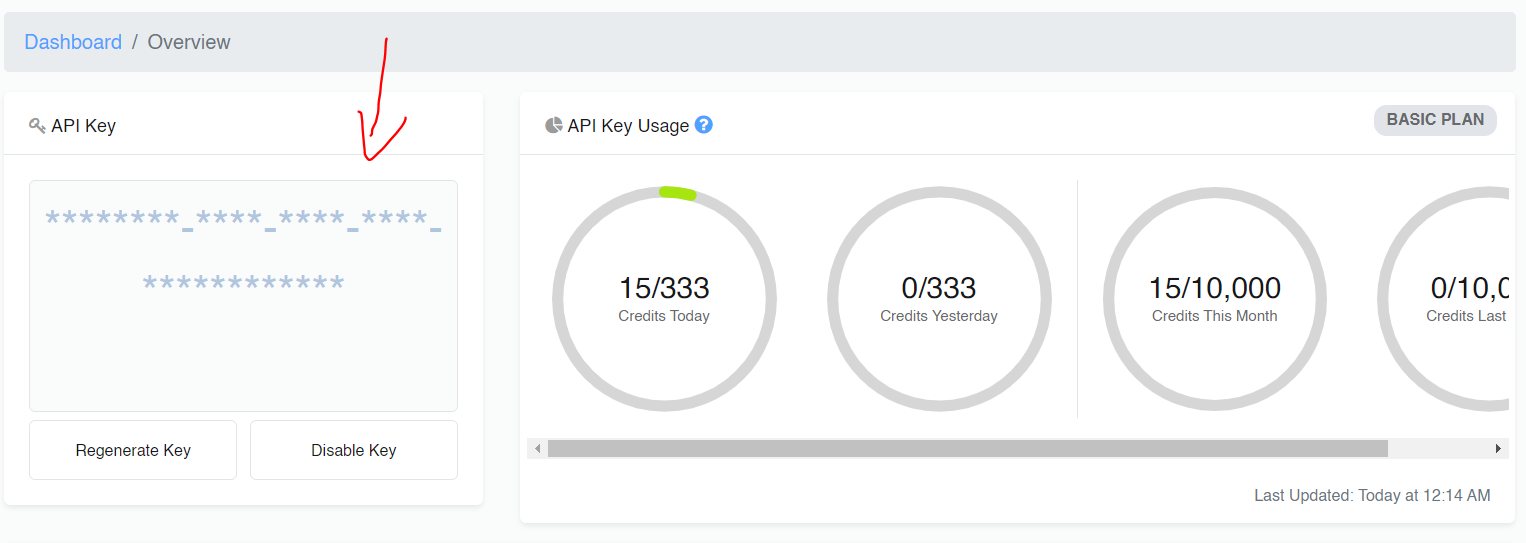 Dashboard / Overview
API Key
********-****-****-****-
************
Regenerate Key
Disable Key
API Key Usage ?
BASIC PLAN
15/333
Credits Today
0/333
Credits Yesterday
15/10,000
Credits This Month
0/10,0
Credits Last
Last Updated: Today at 12:14 AM